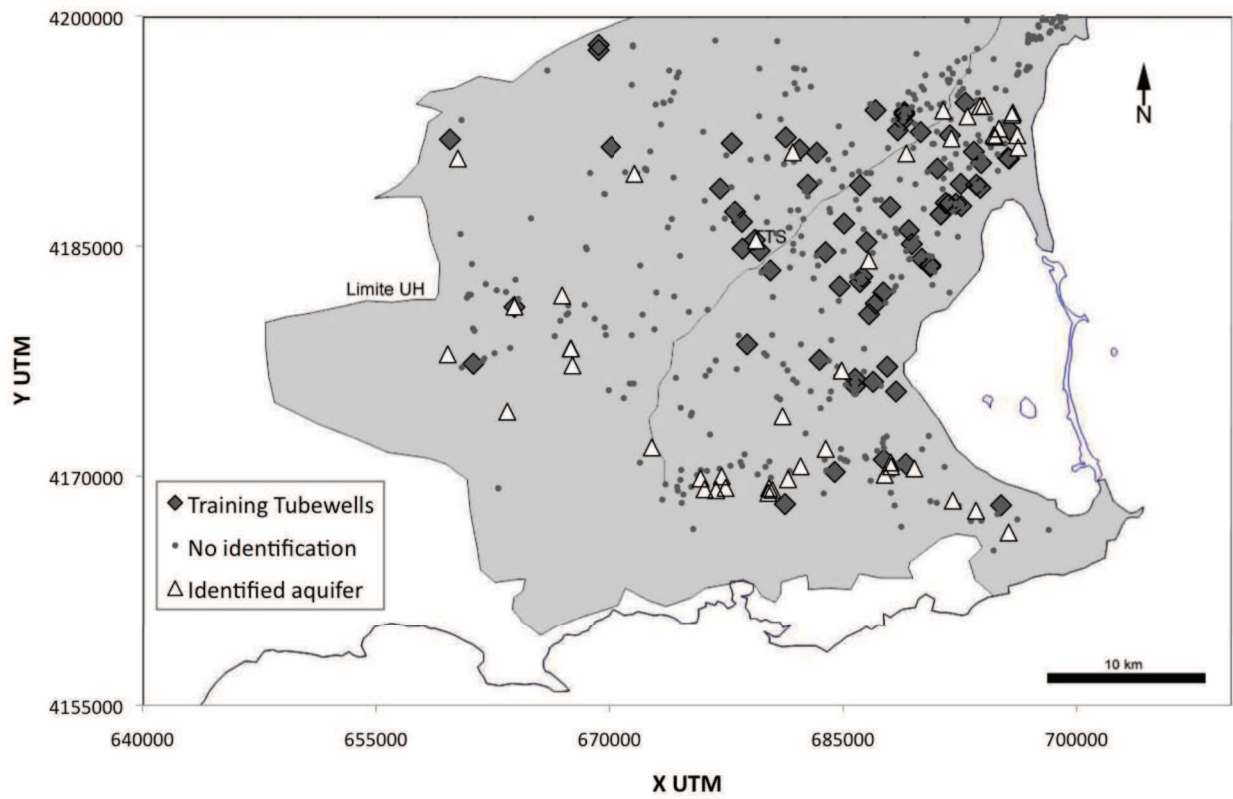 4200000
N
TS
4185000
Limite UH
Y UTM
4170000
Training Tubewells
No identification
Identified aquifer
10 km
4155000
640000 655000 670000 685000 700000
X UTM